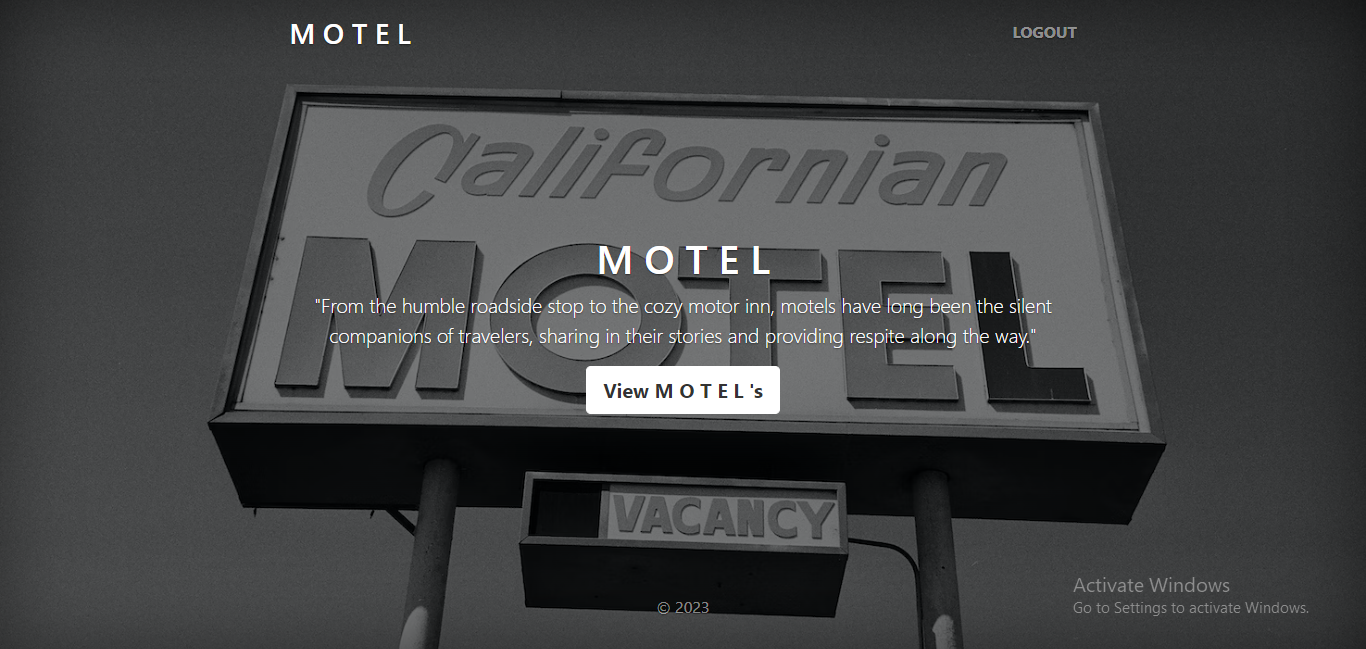 M O T E L
LOGOUT
Californian
MOTEL
M O T E L
"From the humble roadside stop to the cozy motor inn, motels have long been the silent
companions of travelers, sharing in their stories and providing respite along the way."
View M O T E L 's
VACANCY
Activate Windows
Go to Settings to activate Windows.
© 2023